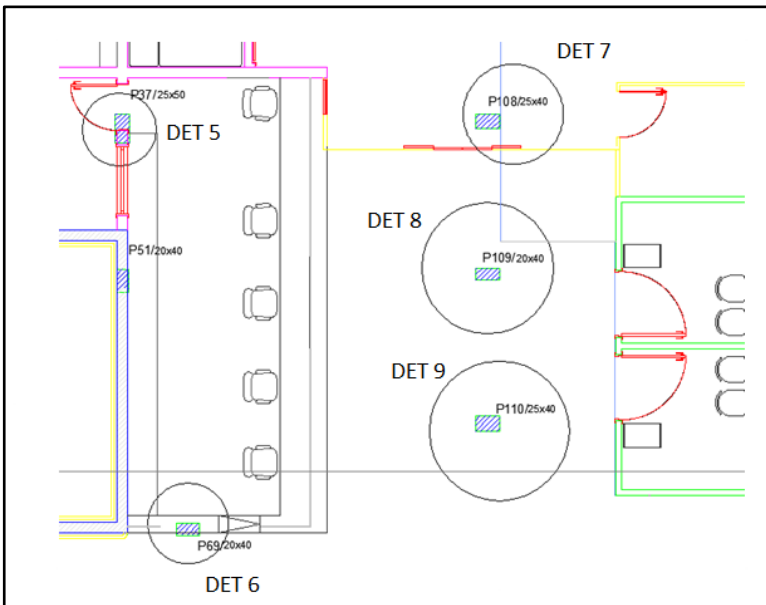 DET 7
P37/25x50
P108/25x40
DET 5
DET 8
P51/20x40
P109/20x40
DET 9
P110/25x40
P69/20x40
DET 6